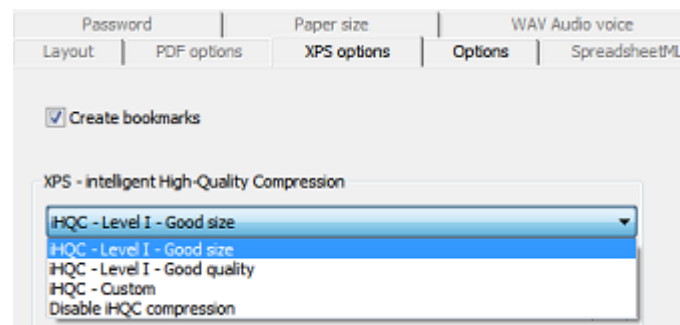 Password Paper size WAV Audio voice
Layout PDF options XPS options Options SpreadsheetML
Create bookmarks
XPS - intelligent High-Quality Compression
iHQC - Level I - Good size
iHQC - Level I - Good size
iHQC - Level I - Good quality
iHQC - Custom
Disable iHQC compression